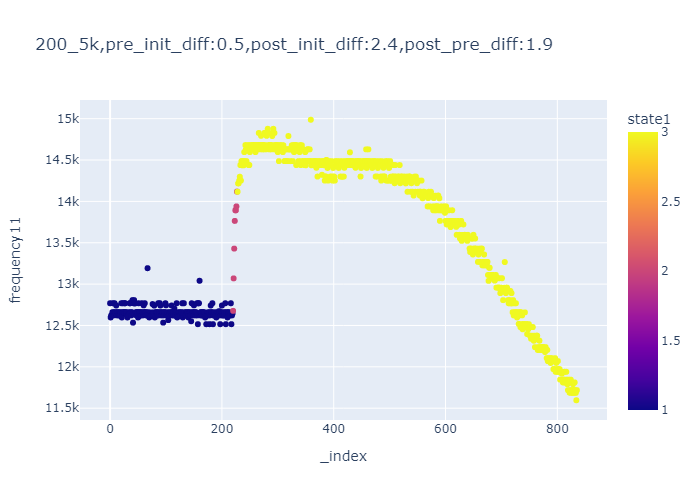 200_5k,pre_init_diff:0.5,post_init_diff:2.4,post_pre_diff:1.9
state1
15k
14.5k
14k
13.5k
13k
12.5k
12k
11.5k
frequency11
0
200
400
600
800
_index
3
2.5
2
1.5
1